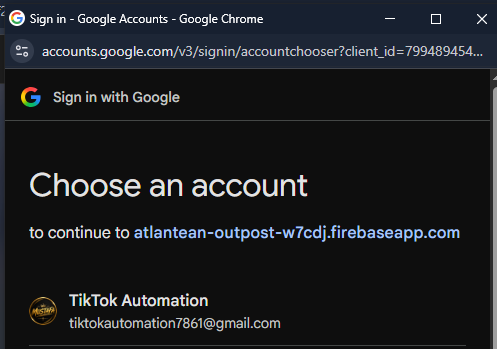 Sign in - Google Accounts - Google Chrome
accounts.google.com/v3/signin/accountchooser?client_id=799489454...
Sign in with Google
Choose an account
to continue to atlantean-outpost-w7cdj.firebaseapp.com
TikTok Automation
tiktokautomation7861@gmail.com